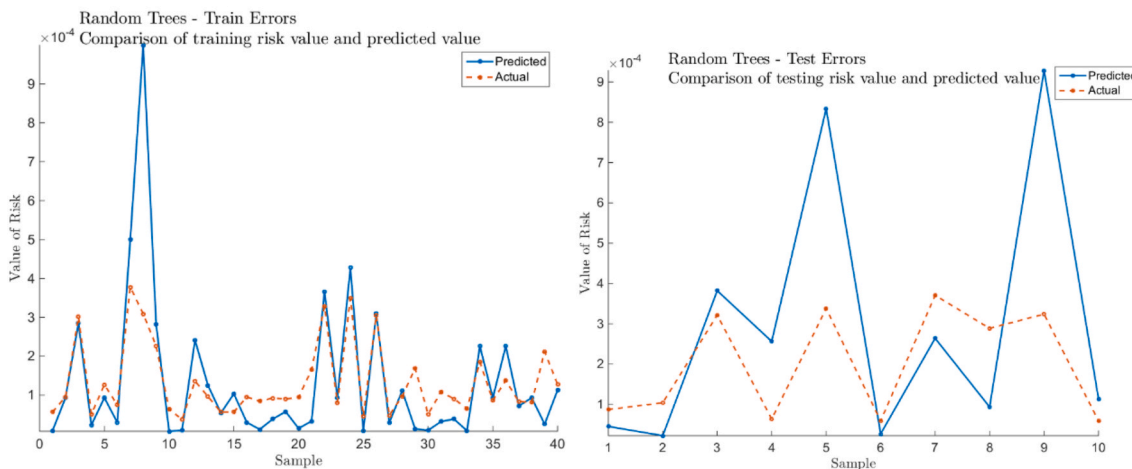 Random Trees - Train Errors
Comparison of training risk value and predicted value
×10-4
Predicted
Actual
9
8
7
6
5
4
3
2
1
Value of Risk
0 5 10 15 20 25 30 35 40
Sample
Random Trees - Test Errors
Comparison of testing risk value and predicted value
×10-4
Predicted
Actual
9
8
7
6
5
4
3
2
1
Value of Risk
1 2 3 4 5 6 7 8 9 10
Sample